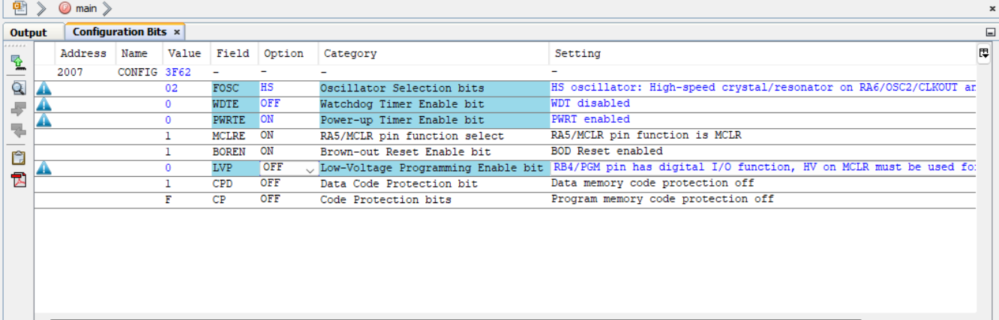 main
Output Configuration Bits
Address Name Value Field Option Category Setting
2007 CONFIG 3F62 - - - -
02 FOSC HS Oscillator Selection bits HS oscillator: High-speed crystal/resonator on RA6/OSC2/CLKOUT an
0 WDTE OFF Watchdog Timer Enable bit WDT disabled
0 PWRTE ON Power-up Timer Enable bit PWRT enabled
1 MCLRE ON RA5/MCLR pin function select RA5/MCLR pin function is MCLR
1 BOREN ON Brown-out Reset Enable bit BOD Reset enabled
0 LVP OFF Low-Voltage Programming Enable bit RB4/PGM pin has digital I/O function, HV on MCLR must be used fo
1 CPD OFF Data Code Protection bit Data memory code protection off
F CP OFF Code Protection bits Program memory code protection off